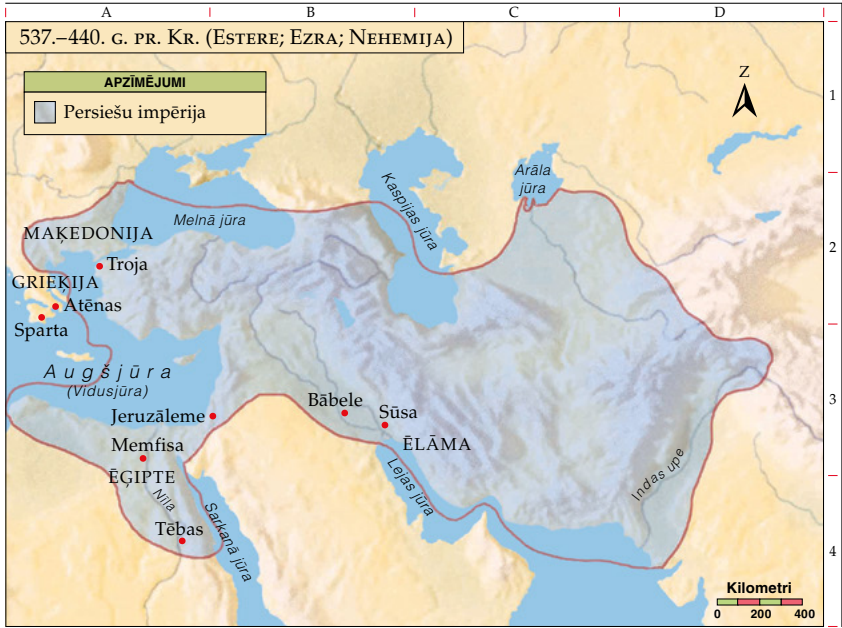 A B C D
537.–440. G. PR. KR. (ESTERE; EZRA; NEHEMIJA)
APZĪMĒJUMI
Persiešu impērija
Z
1
Arāla
jūra
Kaspijas jūra
Melnā jūra
MAĶEDONIJA
2
Troja
GRIEĶIJA
Atēnas
Sparta
Augšjūra
(Vidusjūra)
Bābele
Sūsa
Jeruzāleme
3
ĒLĀMA
Memfisa
ĒĢIPTE
Lejas jūra
Indas upe
Nīla
Sarkanā jūra
Tēbas
4
Kilometri
0 200 400